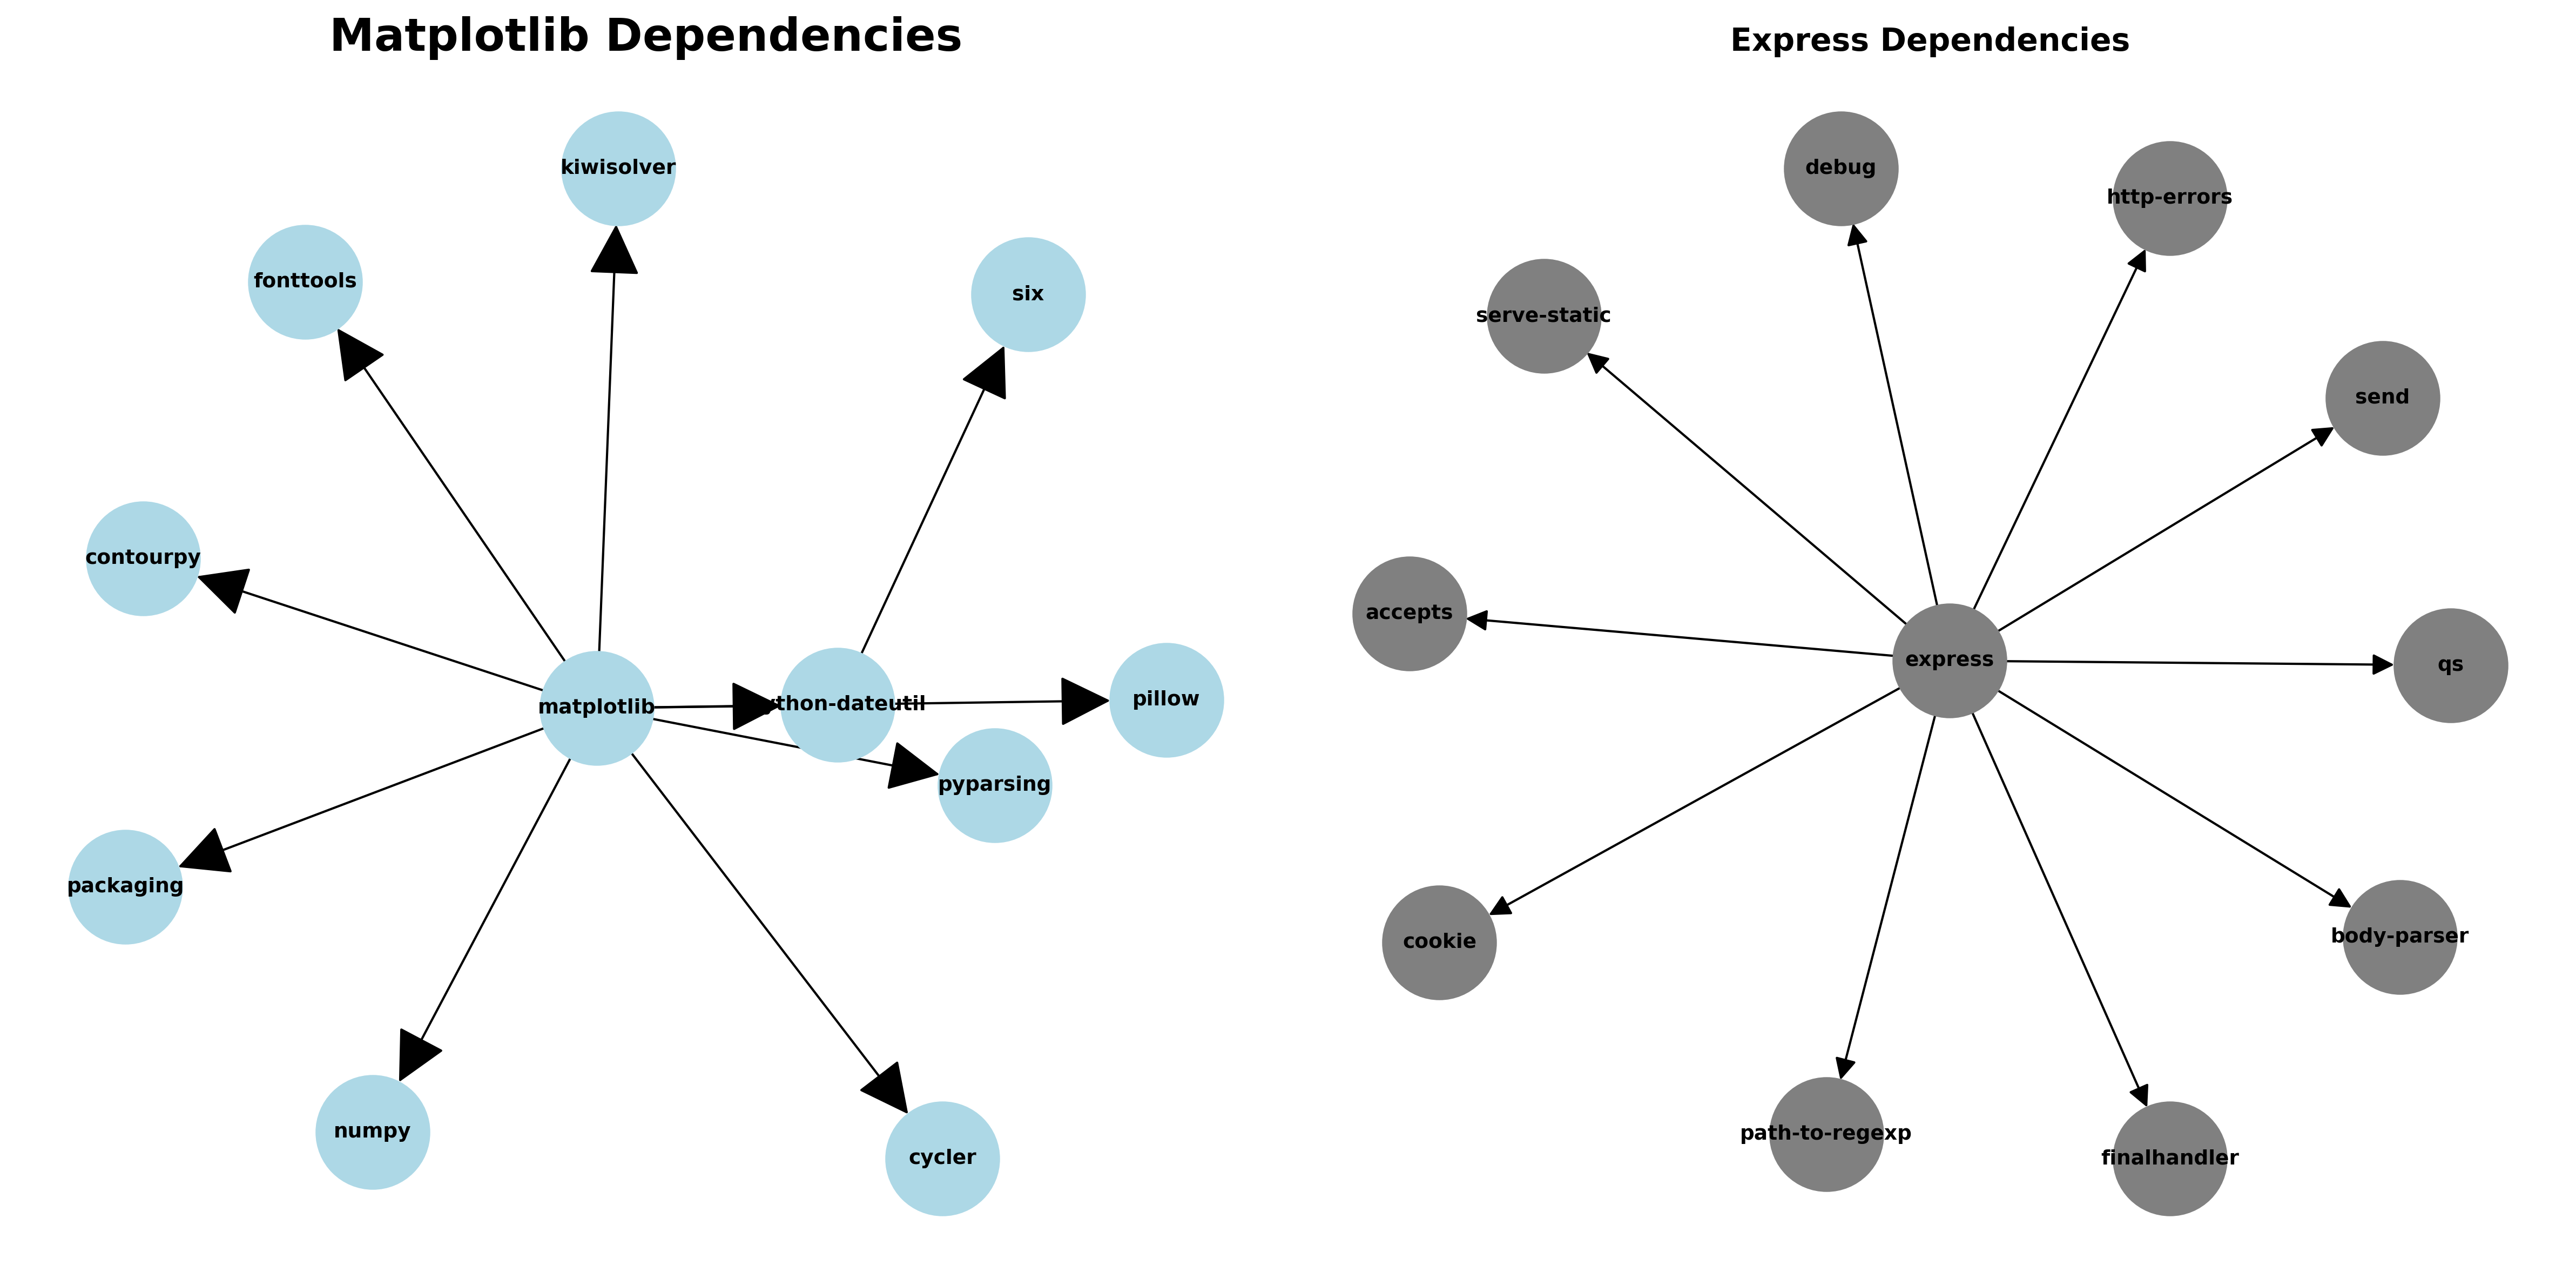 Matplotlib Dependencies
kiwisolver
fonttools
six
contourpy
matplotlib
ython-dateutil
pillow
pyparsing
packaging
numpy
cycler
Express Dependencies
debug
http-errors
serve-static
send
accepts
express
qs
cookie
body-parser
path-to-regexp
finalhandler